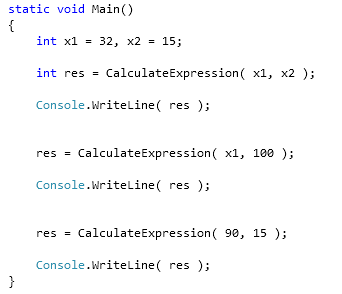 static void Main()
{
    int x1 = 32, x2 = 15;
    int res = CalculateExpression( x1, x2 );
    Console.WriteLine( res );
    res = CalculateExpression( x1, 100 );
    Console.WriteLine( res );
    res = CalculateExpression( 90, 15 );
    Console.WriteLine( res );
}